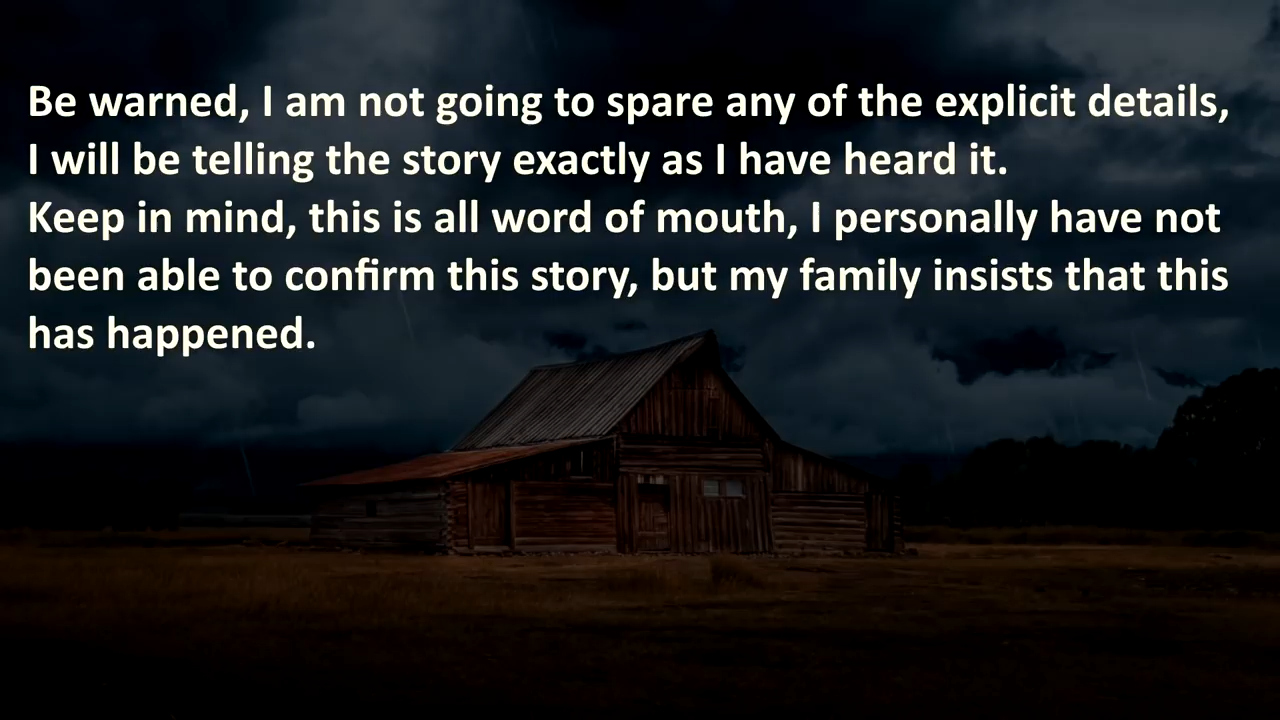 Be warned, I am not going to spare any of the explicit details,
I will be telling the story exactly as I have heard it.
Keep in mind, this is all word of mouth, I personally have not
been able to confirm this story, but my family insists that this
has happened.